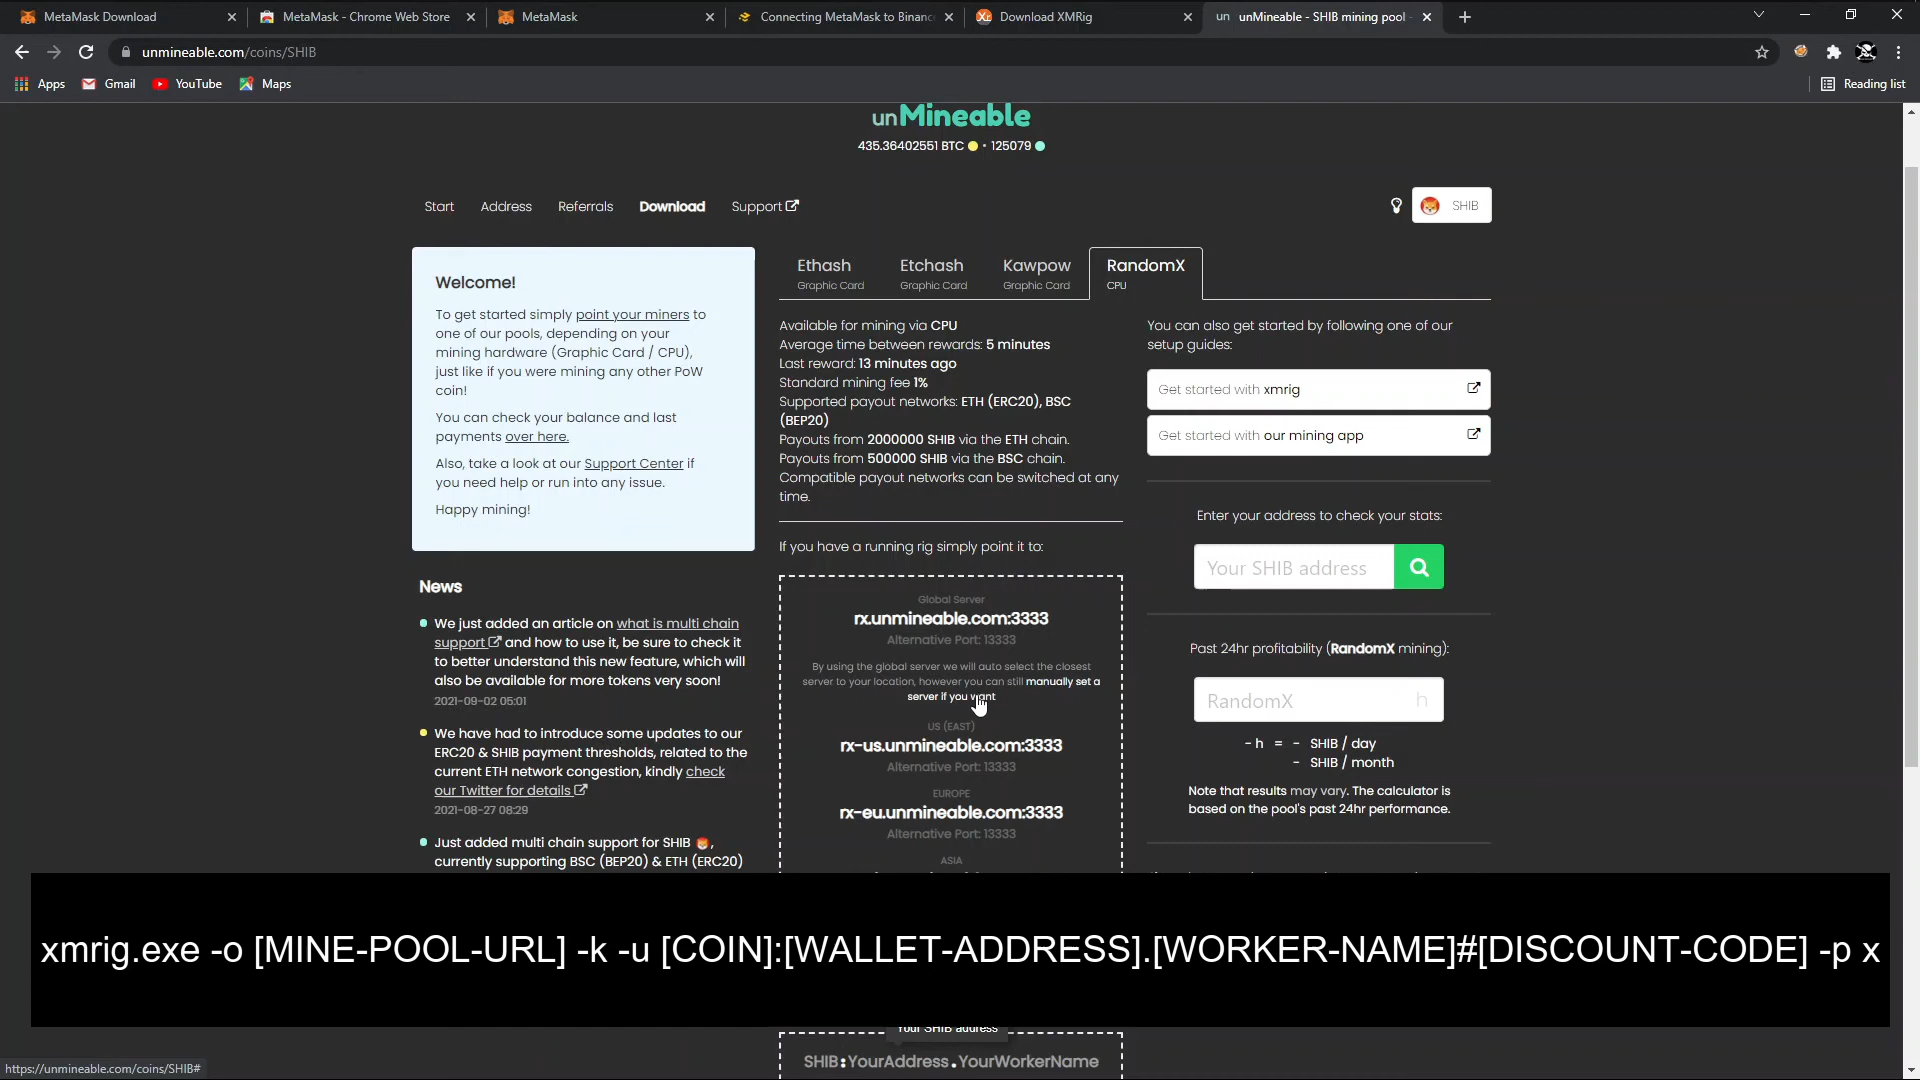 MetaMask Download
MetaMask - Chrome Web Store
MetaMask
Connecting MetaMask to Binanc
Download XMRig
unMineable - SHIB mining pool -
unmineable.com/coins/SHIB
Apps
Gmail
YouTube
Maps
Reading list
unMineable
435.36402551 BTC • 125079
Start
Address
Referrals
Download
Support
SHIB
Welcome!
To get started simply point your miners to
one of our pools, depending on your
mining hardware (Graphic Card / CPU),
just like if you were mining any other PoW
coin!
You can check your balance and last
payments over here.
Also, take a look at our Support Center if
you need help or run into any issue.
Happy mining!
News
We just added an article on what is multi chain
support and how to use it, be sure to check it
to better understand this new feature, which will
also be available for more tokens very soon!
2021-09-02 05:01
We have had to introduce some updates to our
ERC20 & SHIB payment thresholds, related to the
current ETH network congestion, kindly check
our Twitter for details
2021-08-27 08:29
Just added multi chain support for SHIB ,
currently supporting BSC (BEP20) & ETH (ERC20)
Ethash
Graphic Card
Etchash
Graphic Card
Kawpow
Graphic Card
RandomX
CPU
Available for mining via CPU
Average time between rewards: 5 minutes
Last reward: 13 minutes ago
Standard mining fee 1%
Supported payout networks: ETH (ERC20), BSC
(BEP20)
Payouts from 2000000 SHIB via the ETH chain.
Payouts from 500000 SHIB via the BSC chain.
Compatible payout networks can be switched at any
time.
If you have a running rig simply point it to:
Global Server
rx.unmineable.com:3333
Alternative Port: 13333
By using the global server we will auto select the closest
server to your location, however you can still manually set a
server if you want
US (EAST)
rx-us.unmineable.com:3333
Alternative Port: 13333
EUROPE
rx-eu.unmineable.com:3333
Alternative Port: 13333
ASIA
You can also get started by following one of our
setup guides:
Get started with xmrig
Get started with our mining app
Enter your address to check your stats:
Your SHIB address
Past 24hr profitability (RandomX mining):
RandomX h
- h = - SHIB / day
- SHIB / month
Note that results may vary. The calculator is
based on the pool's past 24hr performance.
xmrig.exe -o [MINE-POOL-URL] -k -u [COIN]:[WALLET-ADDRESS].[WORKER-NAME]#[DISCOUNT-CODE] -p x
Your SHIB address
SHIB:YourAddress.YourWorkerName
https://unmineable.com/coins/SHIB#